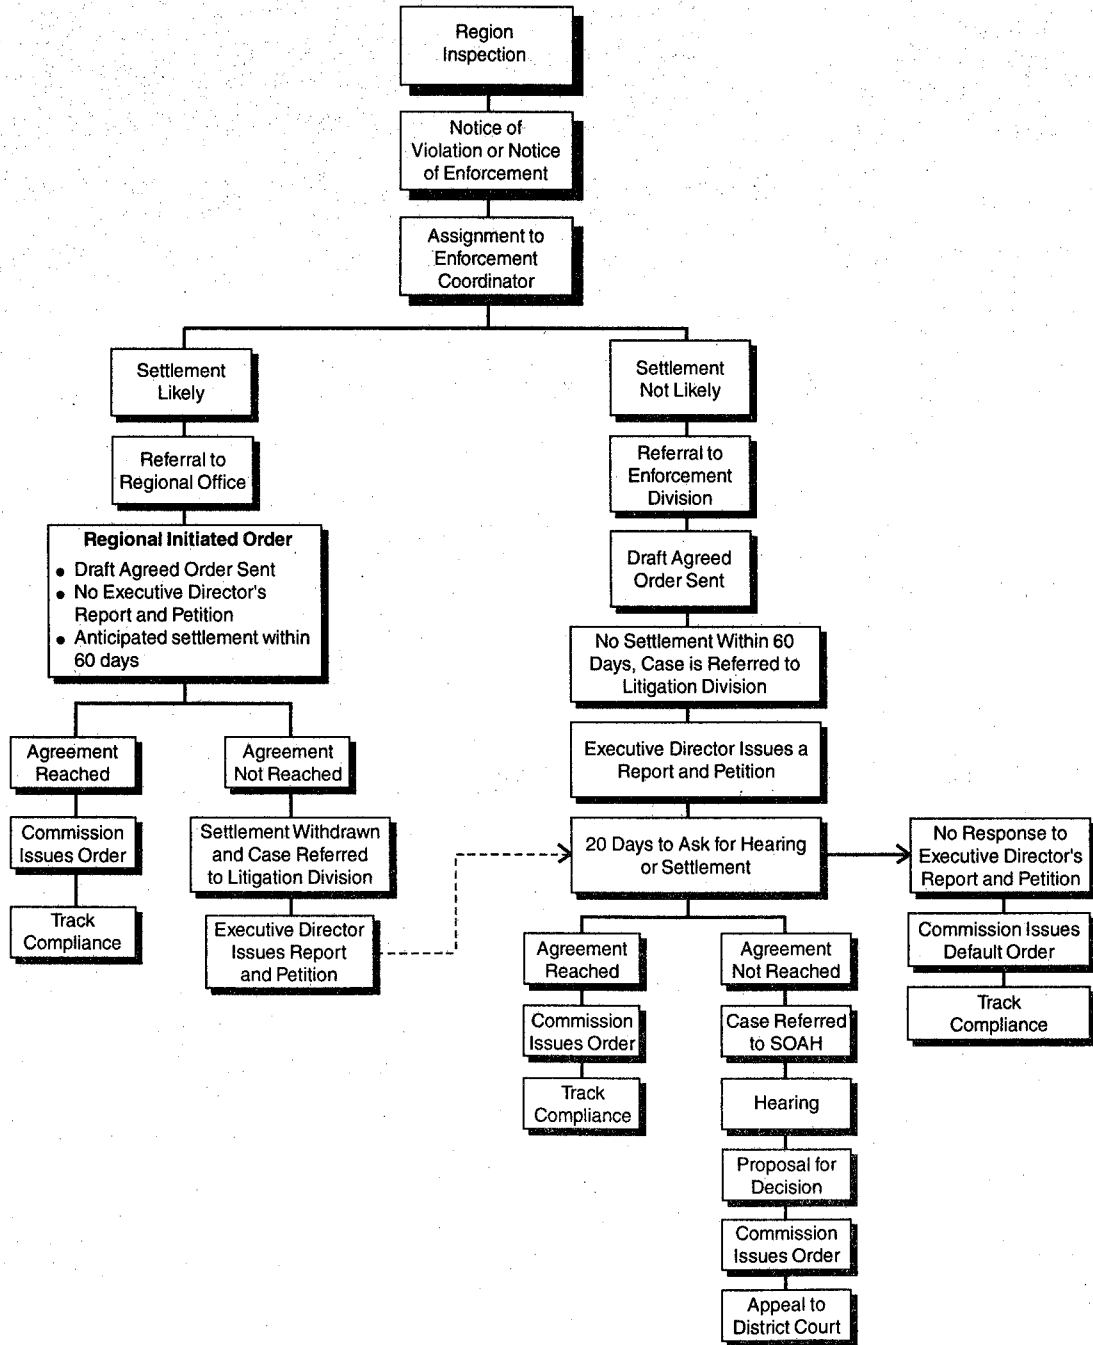 Region
Inspection
Notice of
Violation or Notice
of Enforcement
Assignment to
Enforcement
Coordinator
Settlement
Likely
Referral to
Regional Office
Regional Initiated Order
• Draft Agreed Order Sent
• No Executive Director's
Report and Petition
• Anticipated settlement within
60 days
Agreement
Reached
Commission
Issues Order
Track
Compliance
Agreement
Not Reached
Settlement Withdrawn
and Case Referred
to Litigation Division
Executive Director
Issues Report
and Petition
Settlement
Not Likely
Referral to
Enforcement
Division
Draft Agreed
Order Sent
No Settlement Within 60
Days, Case is Referred to
Litigation Division
Executive Director Issues a
Report and Petition
20 Days to Ask for Hearing
or Settlement
Agreement
Reached
Commission
Issues Order
Track
Compliance
Agreement
Not Reached
Case Referred
to SOAH
Hearing
Proposal for
Decision
Commission
Issues Order
Appeal to
District Court
No Response to
Executive Director's
Report and Petition
Commission Issues
Default Order
Track
Compliance